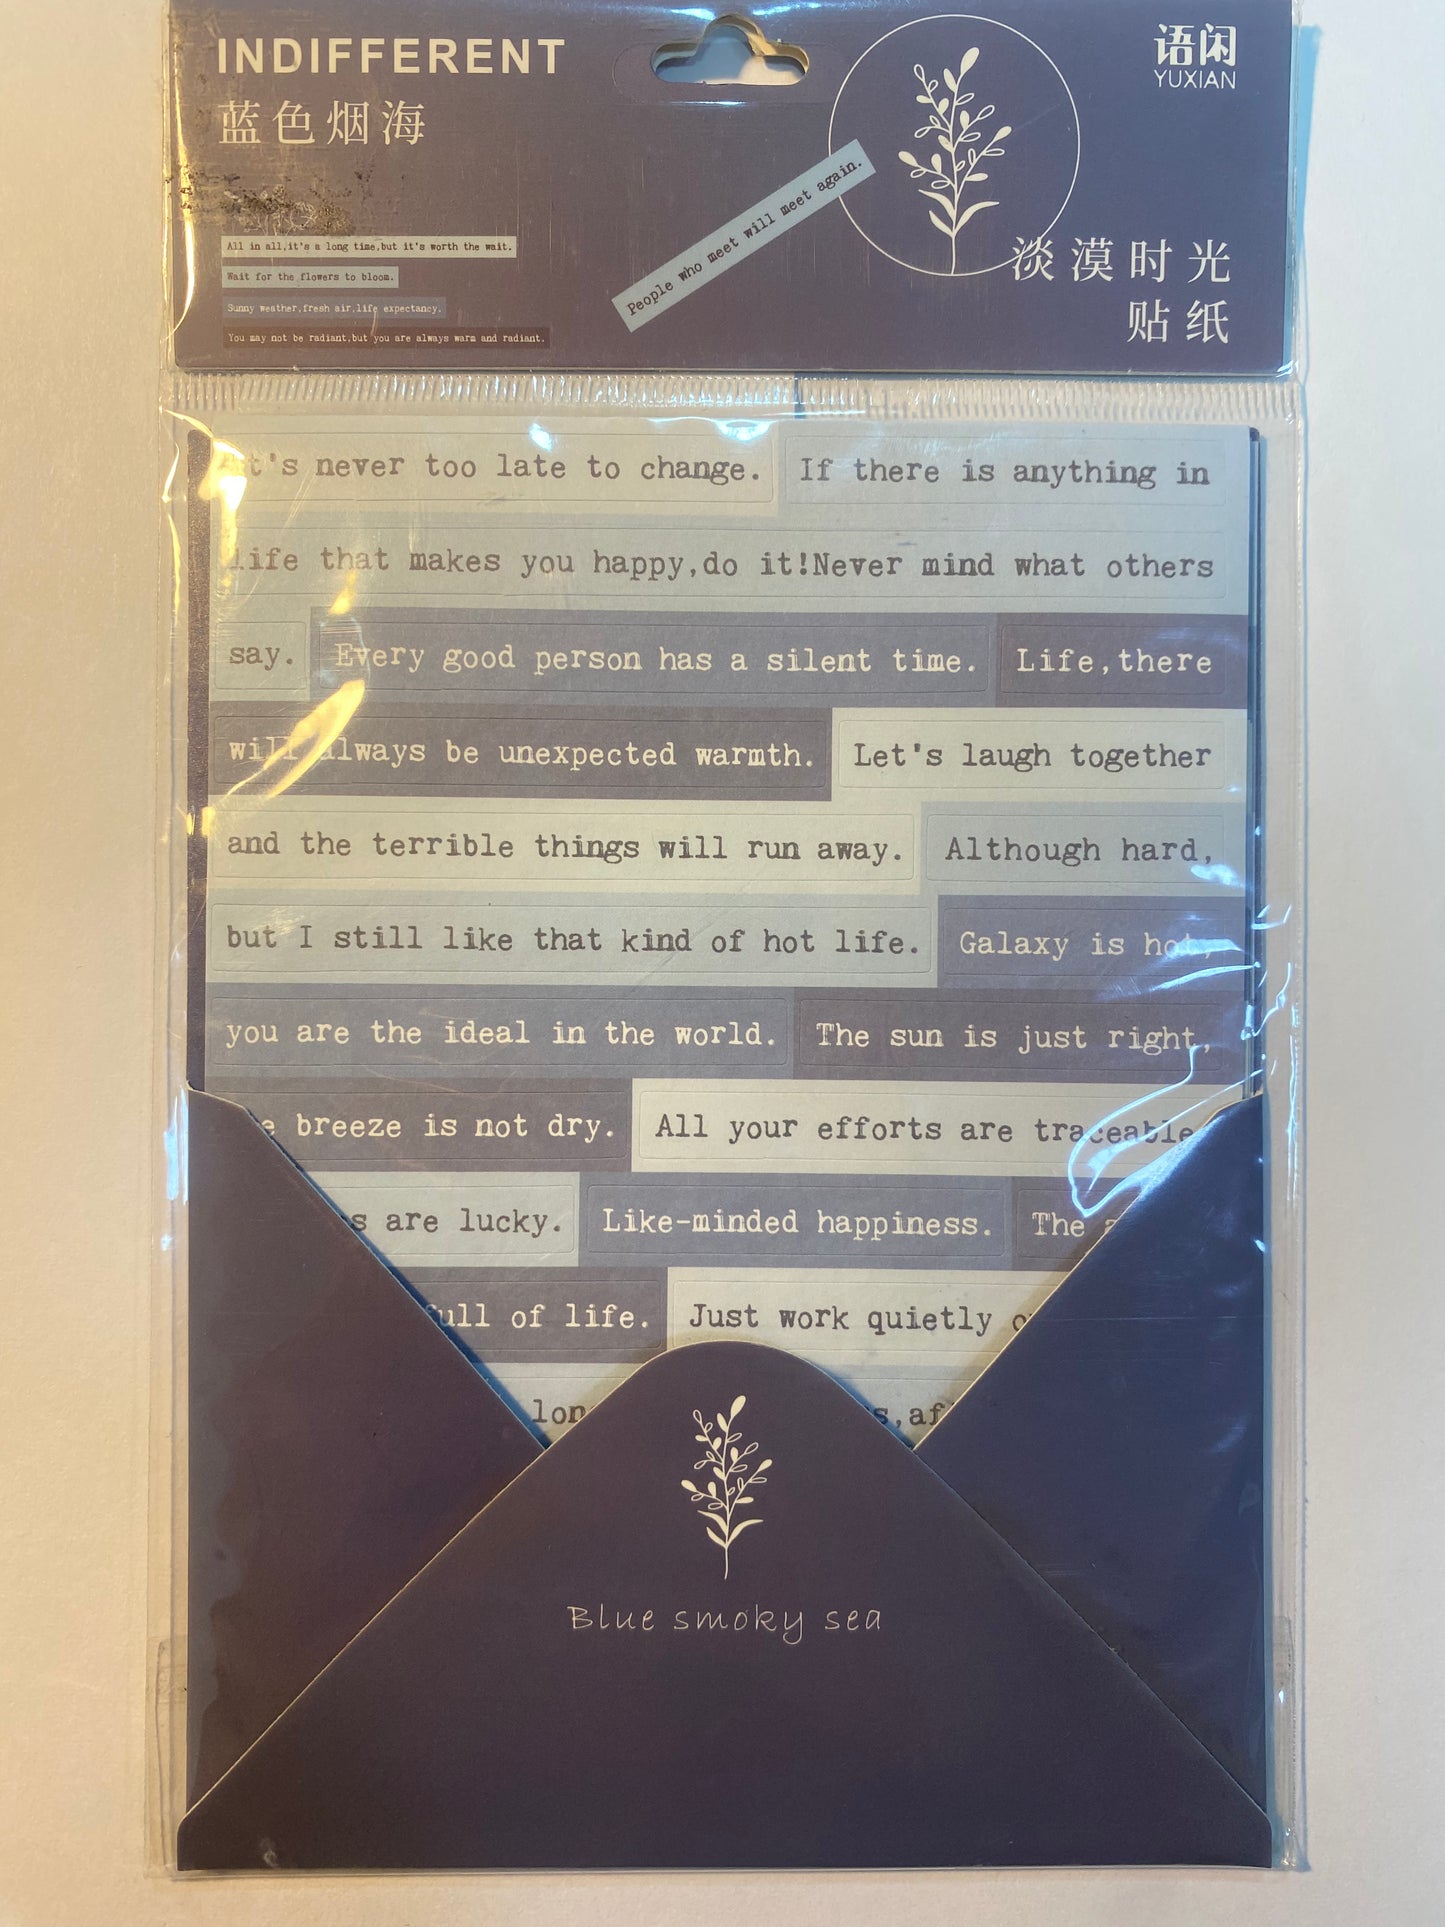 INDIFFERENT
蓝色烟海
语闲
YUXIAN
People who meet will meet again.
All in all,it's a long time,but it's worth the wait.
Wait for the flowers to bloom.
Sunny weather,fresh air,life expectancy.
You may not be radiant,but you are always warm and radiant.
淡漠时光
贴纸
It's never too late to change. If there is anything in
life that makes you happy,do it!Never mind what others
say. Every good person has a silent time. Life,there
will always be unexpected warmth. Let's laugh together
and the terrible things will run away. Although hard,
but I still like that kind of hot life. Galaxy is hot,
you are the ideal in the world. The sun is just right,
breeze is not dry. All your efforts are traceable
are lucky. Like-minded happiness. The
full of life. Just work quietly
Blue smoky sea